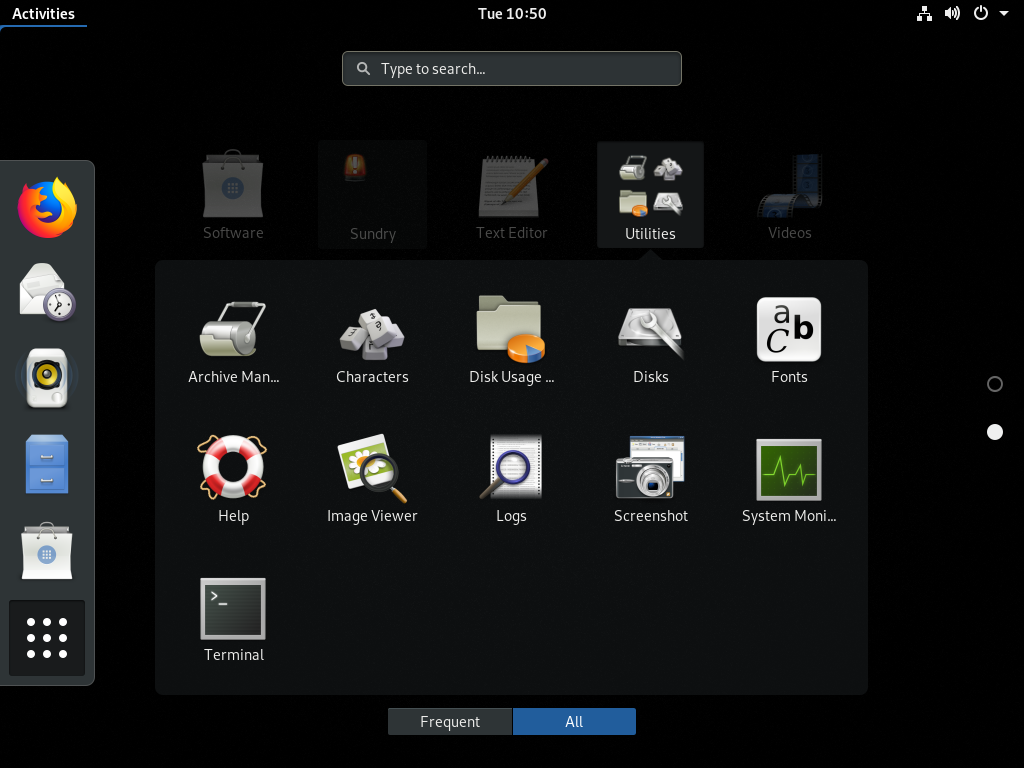 Activities
Tue 10:50
Type to search...
Software
Sundry
Text Editor
Utilities
Videos
Archive Man...
Characters
Disk Usage ...
Disks
Fonts
Help
Image Viewer
Logs
Screenshot
System Moni...
Terminal
Frequent
All